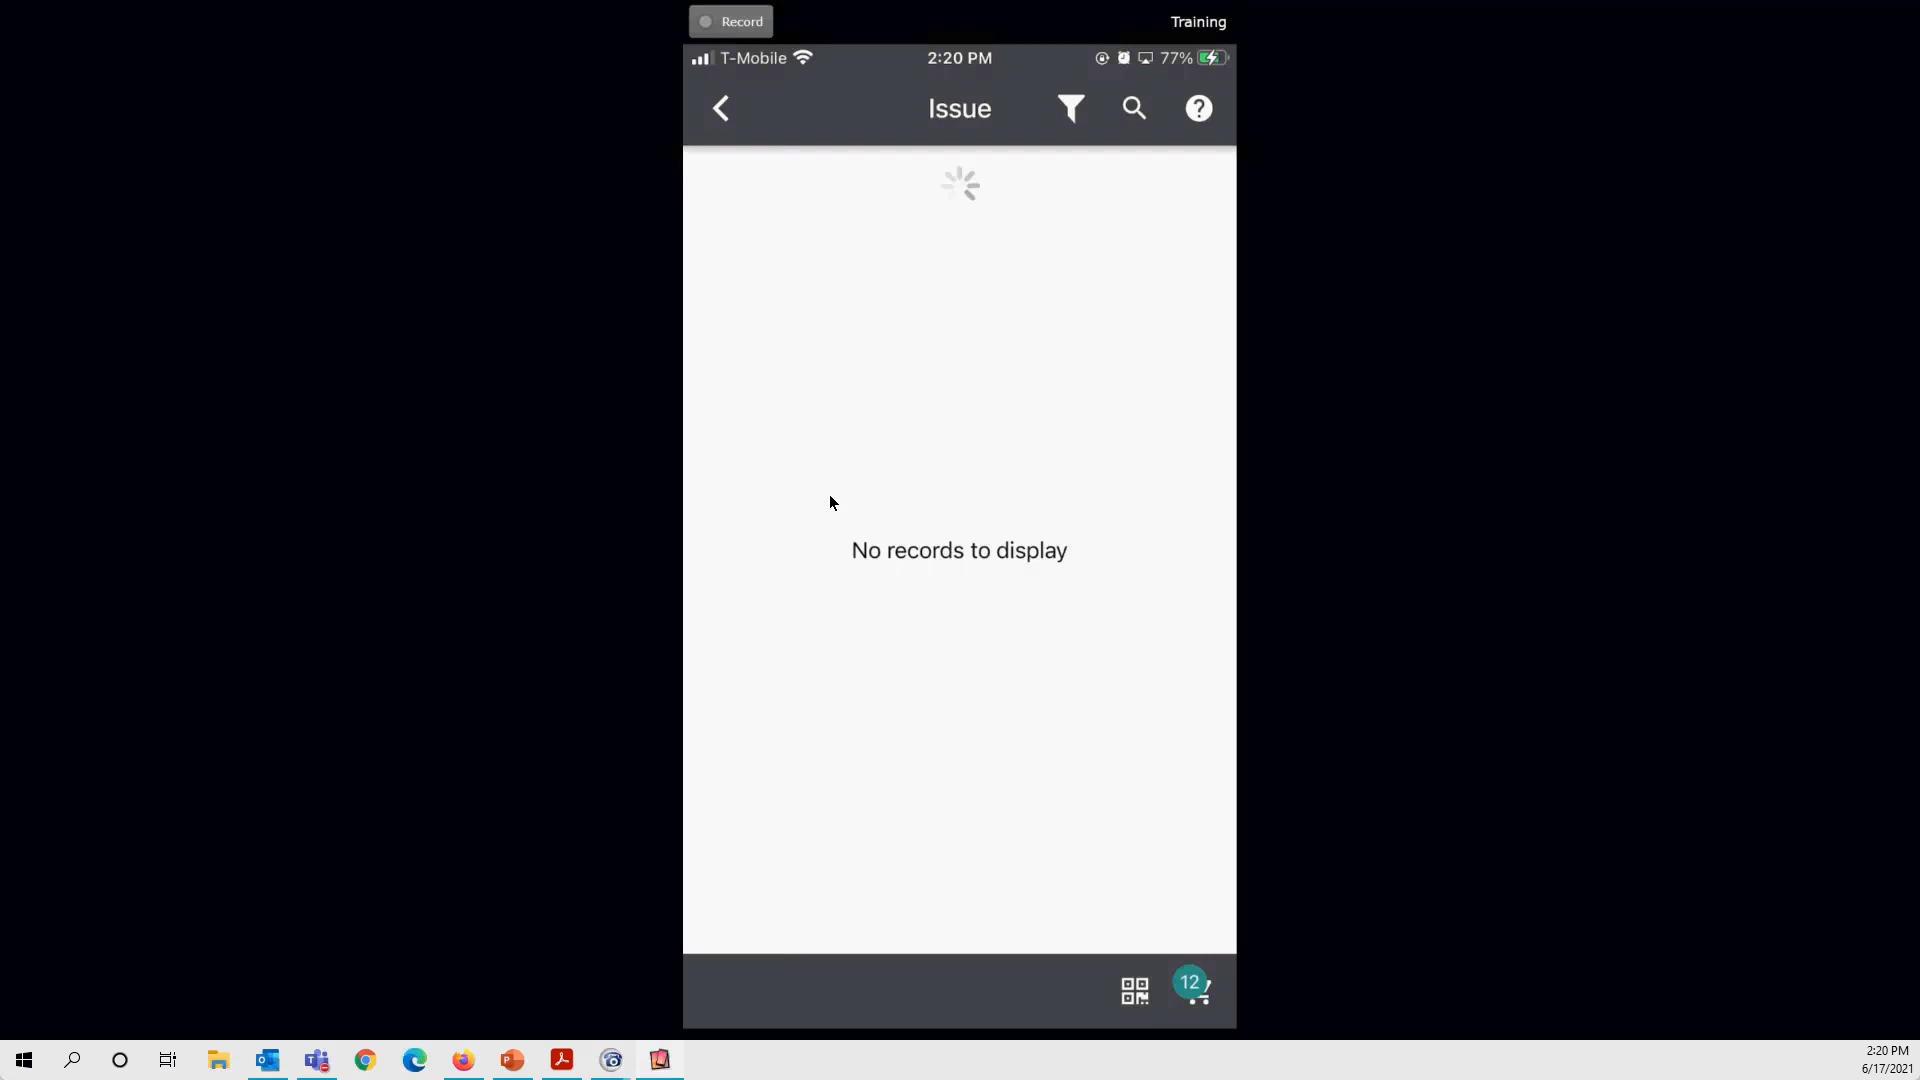 Record
Training
T-Mobile
2:20 PM
77%
Issue
No records to display
12
2:20 PM
6/17/2021